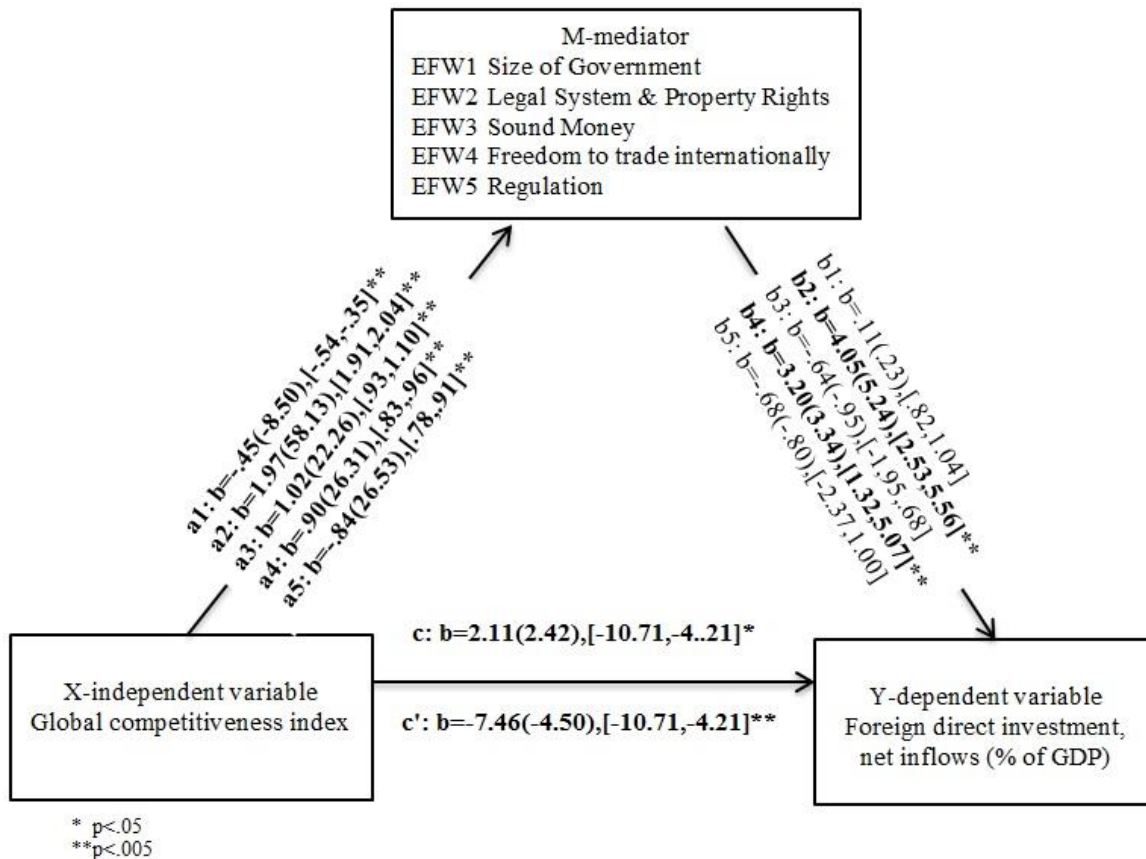 M-mediator
EFW1 Size of Government
EFW2 Legal System & Property Rights
EFW3 Sound Money
EFW4 Freedom to trade internationally
EFW5 Regulation
a1: b=-.45(-8.50),[-.54,-.35]**
a2: b=1.97(58.13),[1.91,2.04]**
a3: b=1.02(22.26),[.93,1.10]**
a4: b=.90(26.31),[.83,.96]**
a5: b=-.84(26.53),[.78,.91]**
b1: b=.11(.23),[.82,1.04]
b2: b=4.05(5.24),[2.53,5.56]**
b3: b=-.64(-.95),[-1.95,.68]
b4: b=3.20(3.34),[1.32,5.07]**
b5: b=-.68(-.80),[-2.37,1.00]
c: b=2.11(2.42),[-10.71,-4..21]*
X-independent variable
Global competitiveness index
c': b=-7.46(-4.50),[-10.71,-4.21]**
Y-dependent variable
Foreign direct investment,
net inflows (% of GDP)
* p<.05
**p<.005